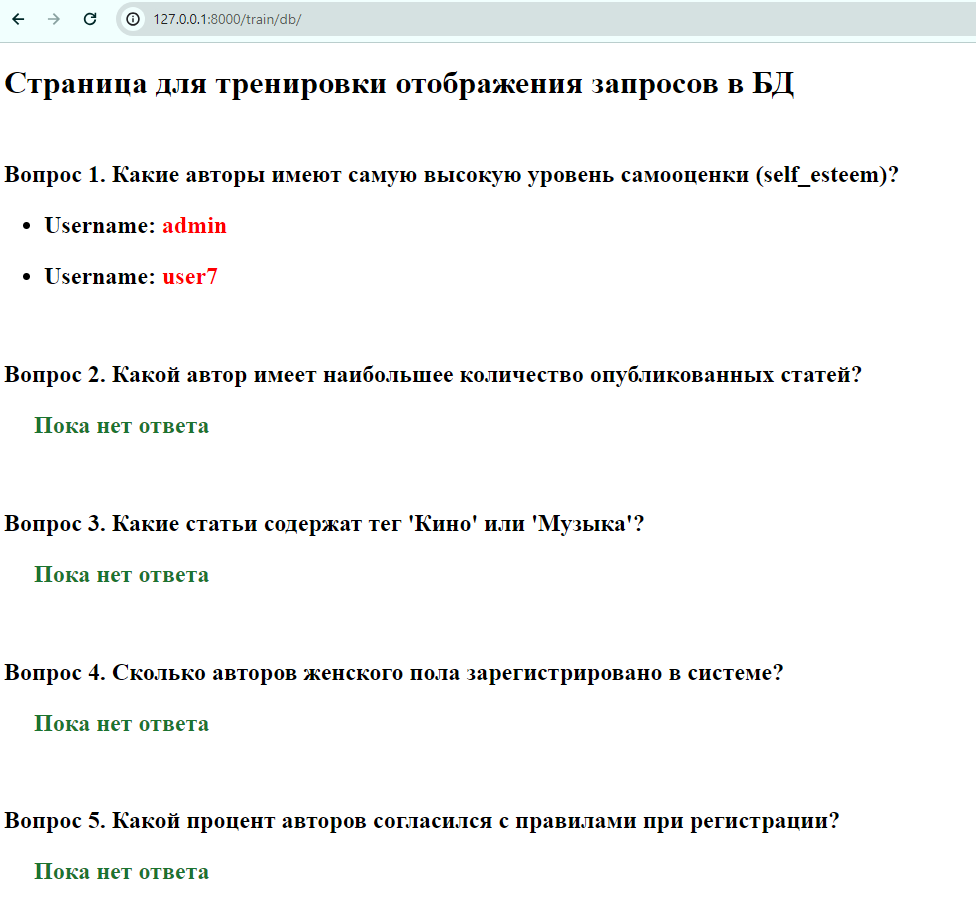 127.0.0.1:8000/train/db/
Страница для тренировки отображения запросов в БД
Вопрос 1. Какие авторы имеют самую высокую уровень самооценки (self_esteem)?
• Username: admin
• Username: user7
Вопрос 2. Какой автор имеет наибольшее количество опубликованных статей?
Пока нет ответа
Вопрос 3. Какие статьи содержат тег 'Кино' или 'Музыка'?
Пока нет ответа
Вопрос 4. Сколько авторов женского пола зарегистрировано в системе?
Пока нет ответа
Вопрос 5. Какой процент авторов согласился с правилами при регистрации?
Пока нет ответа